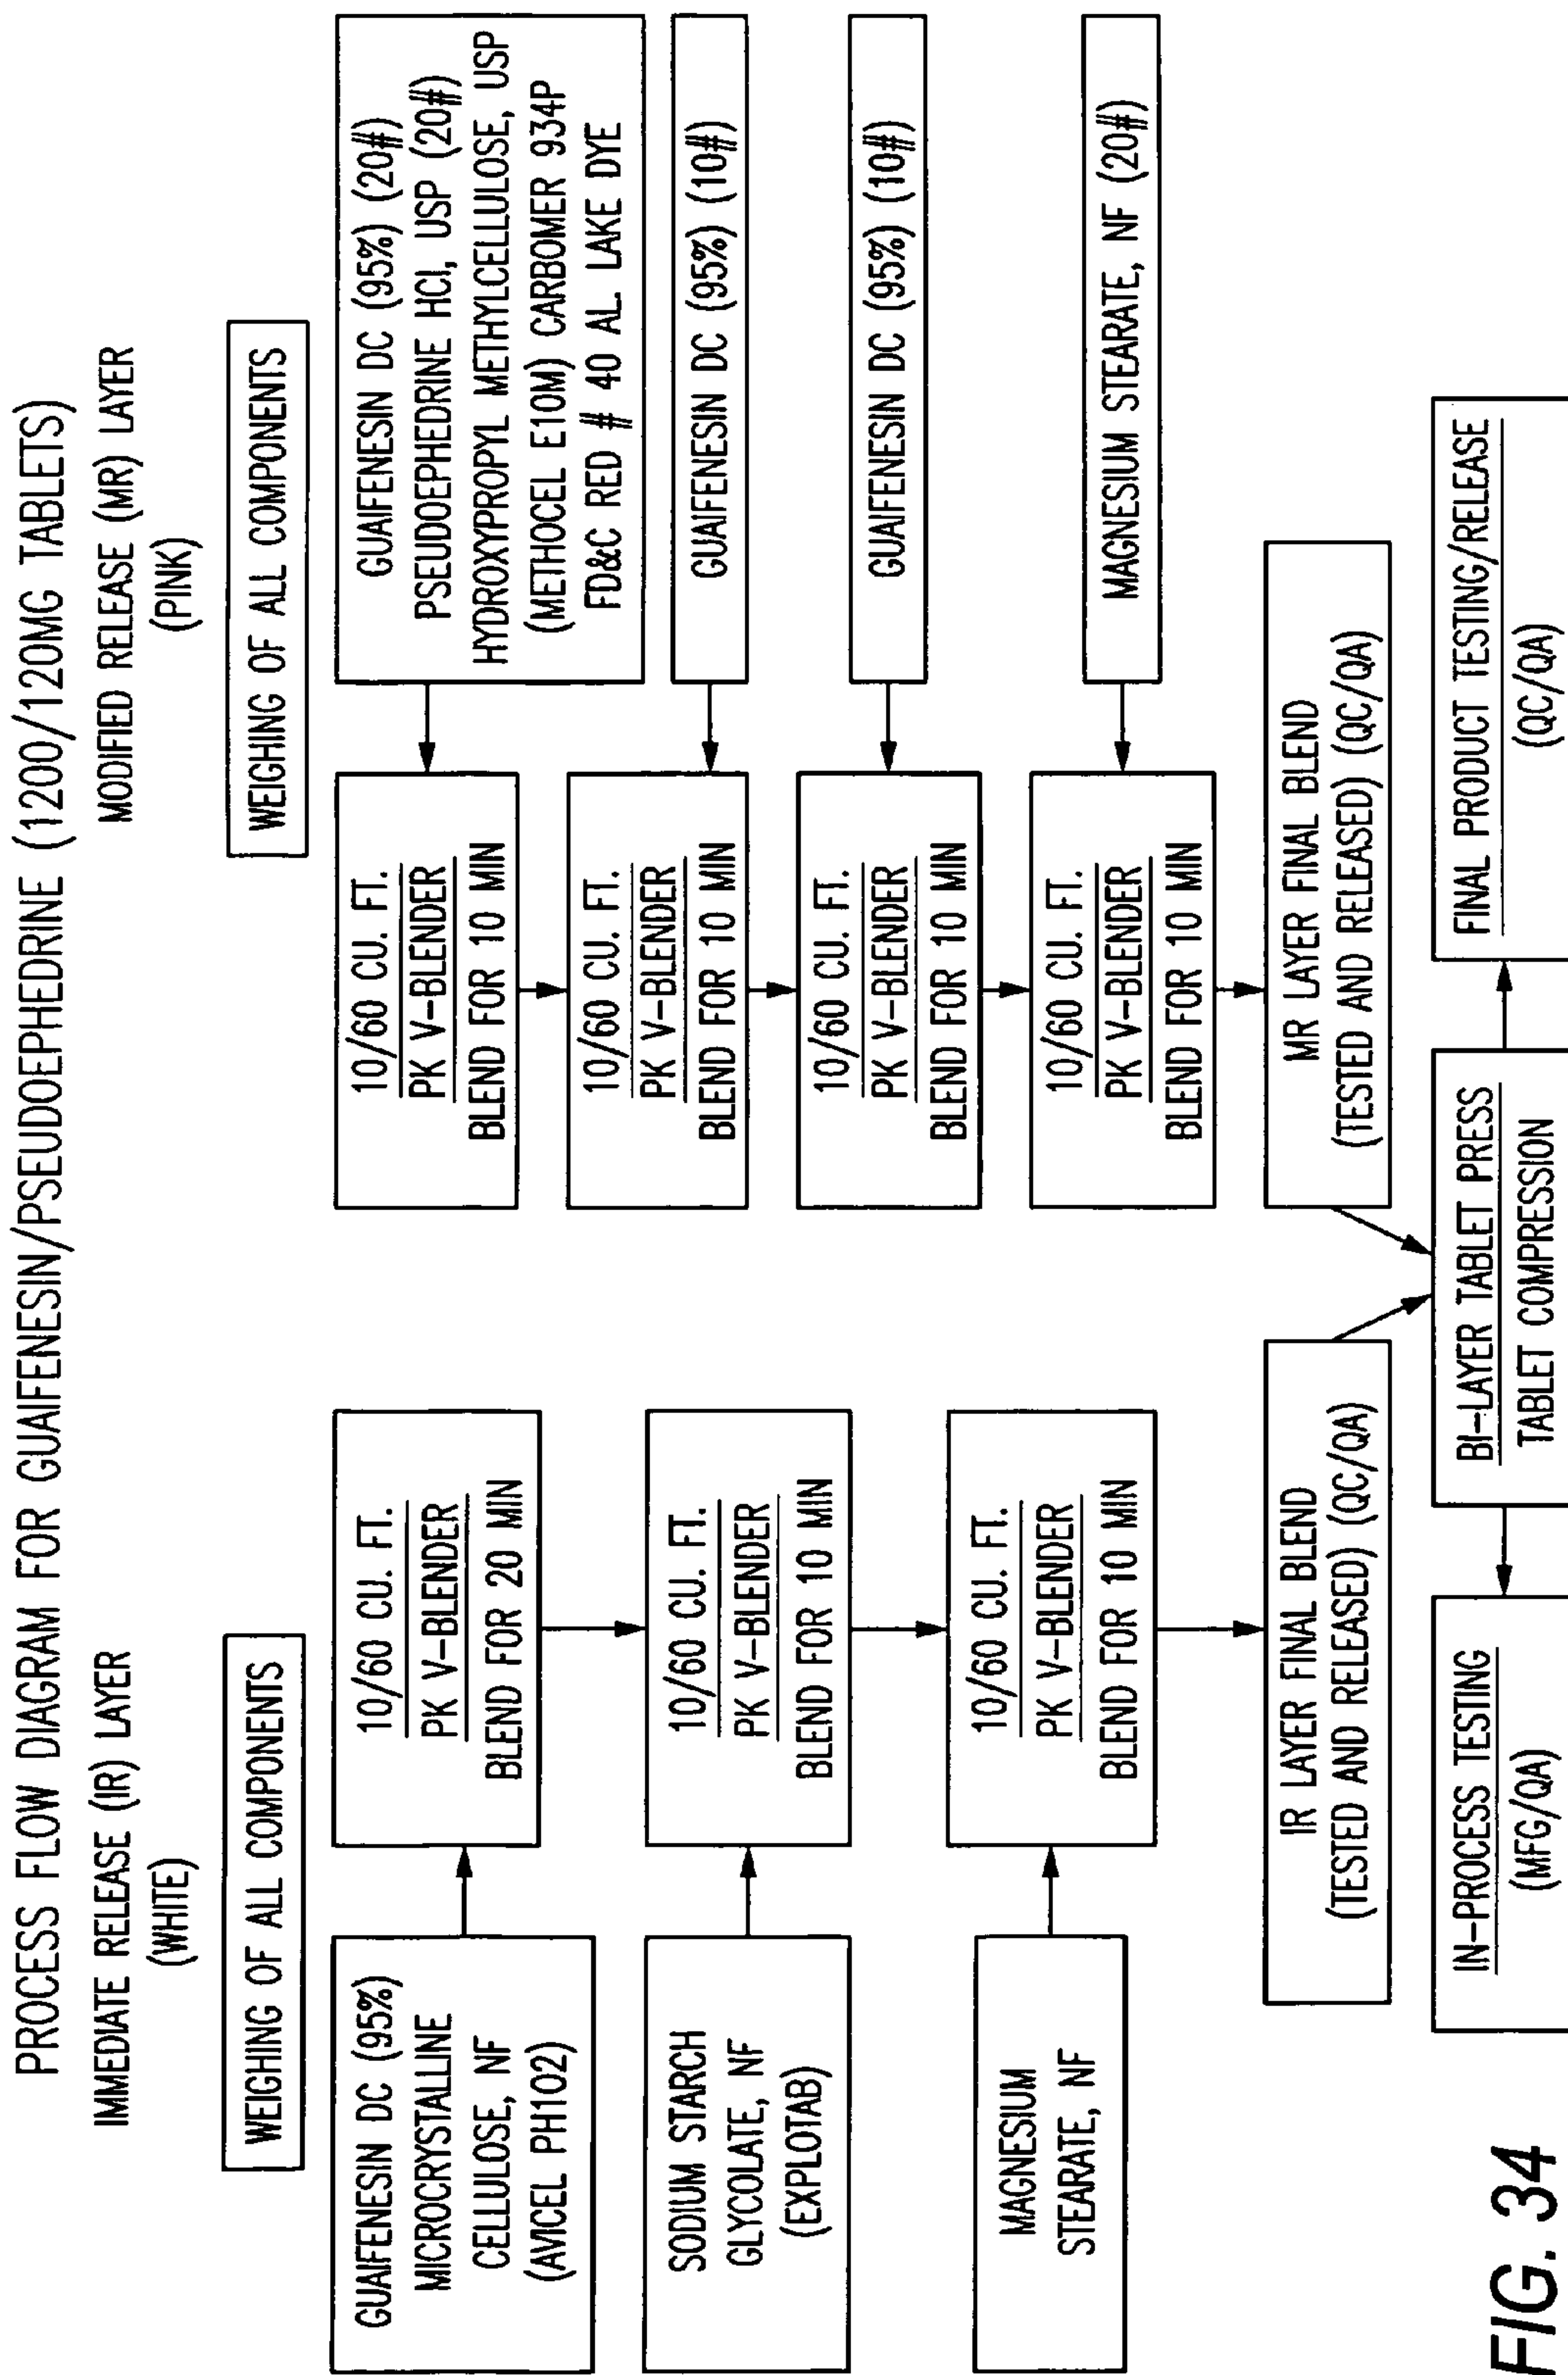 PROCESS FLOW DIAGRAM FOR GUAIFENESIN/PSEUDOEPHEDRINE (1200/120MG TABLETS)
IMMEDIATE RELEASE (IR) LAYER
(WHITE)
WEIGHING OF ALL COMPONENTS
GUAIFENESIN DC (95%)
MICROCRYSTALLINE
CELLULOSE, NF
(AVICEL PH102)
10/60 CU. FT.
PK V-BLENDER
BLEND FOR 20 MIN
SODIUM STARCH
GLYCOLATE, NF
(EXPLOTAB)
10/60 CU. FT.
PK V-BLENDER
BLEND FOR 10 MIN
MAGNESIUM
STEARATE, NF
10/60 CU. FT.
PK V-BLENDER
BLEND FOR 10 MIN
IR LAYER FINAL BLEND
(TESTED AND RELEASED) (QC/QA)
MODIFIED RELEASE (MR) LAYER
(PINK)
WEIGHING OF ALL COMPONENTS
10/60 CU. FT.
PK V-BLENDER
BLEND FOR 10 MIN
GUAIFENESIN DC (95%) (20#)
PSEUDOEPHEDRINE HCl, USP (20#)
HYDROXYPROPYL METHYLCELLULOSE, USP
(METHOCEL E10M) CARBOMER 934P
FD&C RED # 40 AL. LAKE DYE
10/60 CU. FT.
PK V-BLENDER
BLEND FOR 10 MIN
GUAIFENESIN DC (95%) (10#)
10/60 CU. FT.
PK V-BLENDER
BLEND FOR 10 MIN
GUAIFENESIN DC (95%) (10#)
10/60 CU. FT.
PK V-BLENDER
BLEND FOR 10 MIN
MAGNESIUM STEARATE, NF (20#)
MR LAYER FINAL BLEND
(TESTED AND RELEASED) (QC/QA)
IN-PROCESS TESTING
(MFG/QA)
BI-LAYER TABLET PRESS
TABLET COMPRESSION
FINAL PRODUCT TESTING/RELEASE
(QC/QA)
FIG. 34